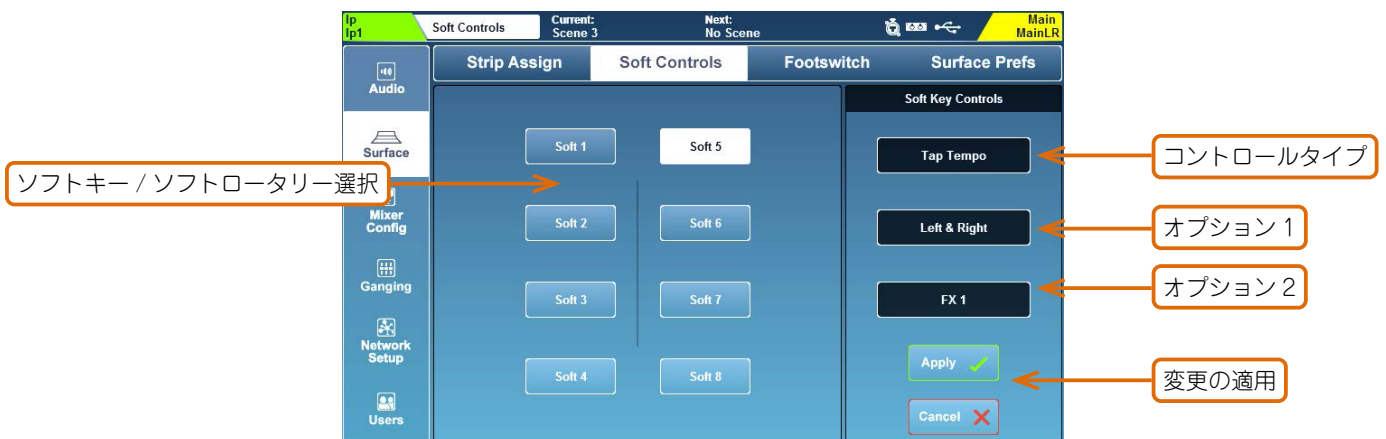 Ip
Ip1
Soft Controls
Current:
Scene 3
Next:
No Scene
Main
MainLR
Audio
Surface
Mixer
Config
Ganging
Network
Setup
Users
Strip Assign
Soft Controls
Footswitch
Surface Prefs
Soft 1
Soft 5
Soft 2
Soft 6
Soft 3
Soft 7
Soft 4
Soft 8
Soft Key Controls
Tap Tempo
Left & Right
FX 1
Apply
Cancel
ソフトキー / ソフトロータリー選択
コントロールタイプ
オプション 1
オプション 2
変更の適用